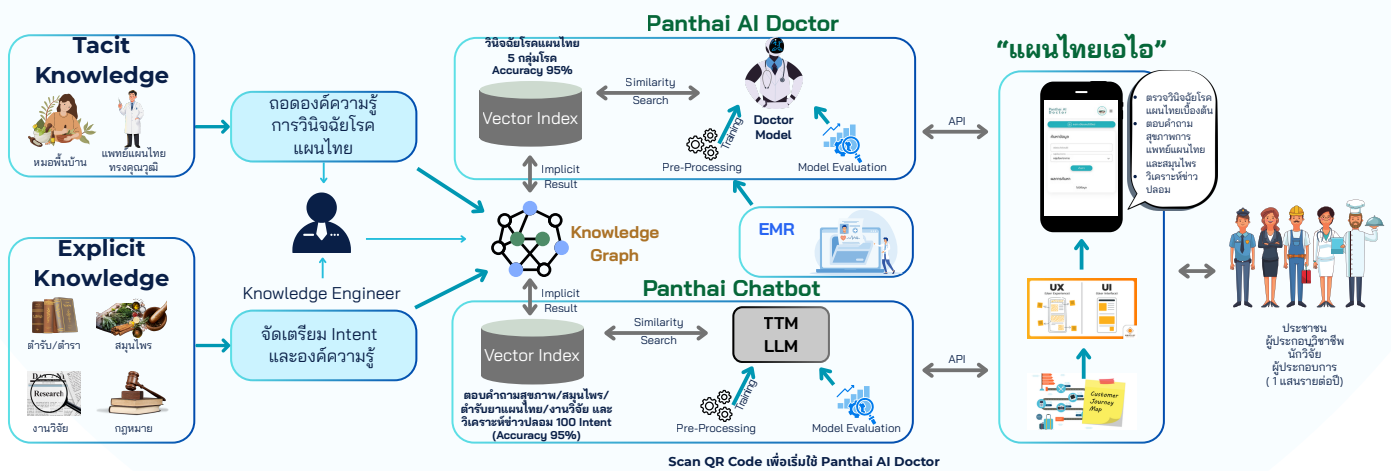 Tacit
Knowledge
หมอพื้นบ้าน
แพทย์แผนไทย
ทรงคุณวุฒิ
Explicit
Knowledge
ตำรับ/ตำรา
สมุนไพร
Research
งานวิจัย
กฎหมาย
ถอดองค์ความรู้
การวินิจฉัยโรค
แผนไทย
Knowledge Engineer
จัดเตรียม Intent
และองค์ความรู้
Panthai AI Doctor
วินิจฉัยโรคแผนไทย
5 กลุ่มโรค
Accuracy 95%
Vector Index
Similarity
Search
Doctor
Model
Training
Pre-Processing
Model Evaluation
Implicit
Result
Knowledge
Graph
EMR
Implicit
Result
Panthai Chatbot
Vector Index
Similarity
Search
TTM
LLM
Training
Pre-Processing
Model Evaluation
ตอบคำถามสุขภาพ/สมุนไพร/
ตำรับยาแผนไทย/งานวิจัย และ
วิเคราะห์ข่าวปลอม 100 Intent
(Accuracy 95%)
API
API
“แผนไทยเอไอ”
Panthai AI
Doctor
• ตรวจวินิจฉัยโรค
แผนไทยเบื้องต้น
• ตอบคำถาม
สุขภาพการ
แพทย์แผนไทย
และสมุนไพร
• วิเคราะห์ข่าว
ปลอม
UX
UI
Customer
Journey
Map
ประชาชน
ผู้ประกอบวิชาชีพ
นักวิจัย
ผู้ประกอบการ
( 1 แสนรายต่อปี)
Scan QR Code เพื่อเริ่มใช้ Panthai AI Doctor